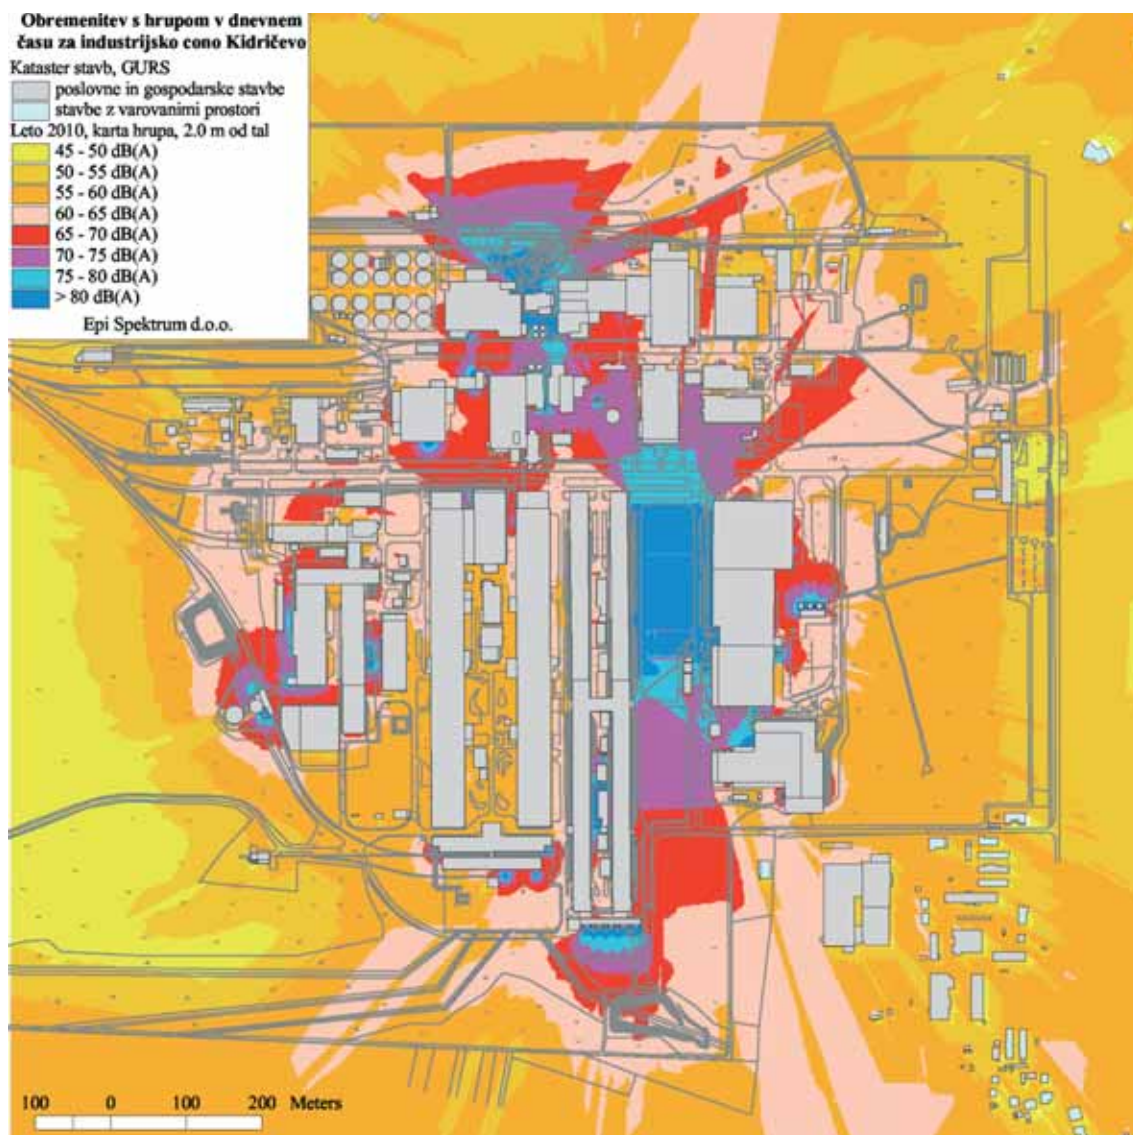 Obremenitev s hrupom v dnevnem
času za industrijsko cono Kidričevo
Kataster stavb, GURS
poslovne in gospodarske stavbe
stavbe z varovanimi prostori
Leto 2010, karta hrupa, 2.0 m od tal
45 - 50 dB(A)
50 - 55 dB(A)
55 - 60 dB(A)
60 - 65 dB(A)
65 - 70 dB(A)
70 - 75 dB(A)
75 - 80 dB(A)
> 80 dB(A)
Epi Spektrum d.o.o.
100 0 100 200 Meters